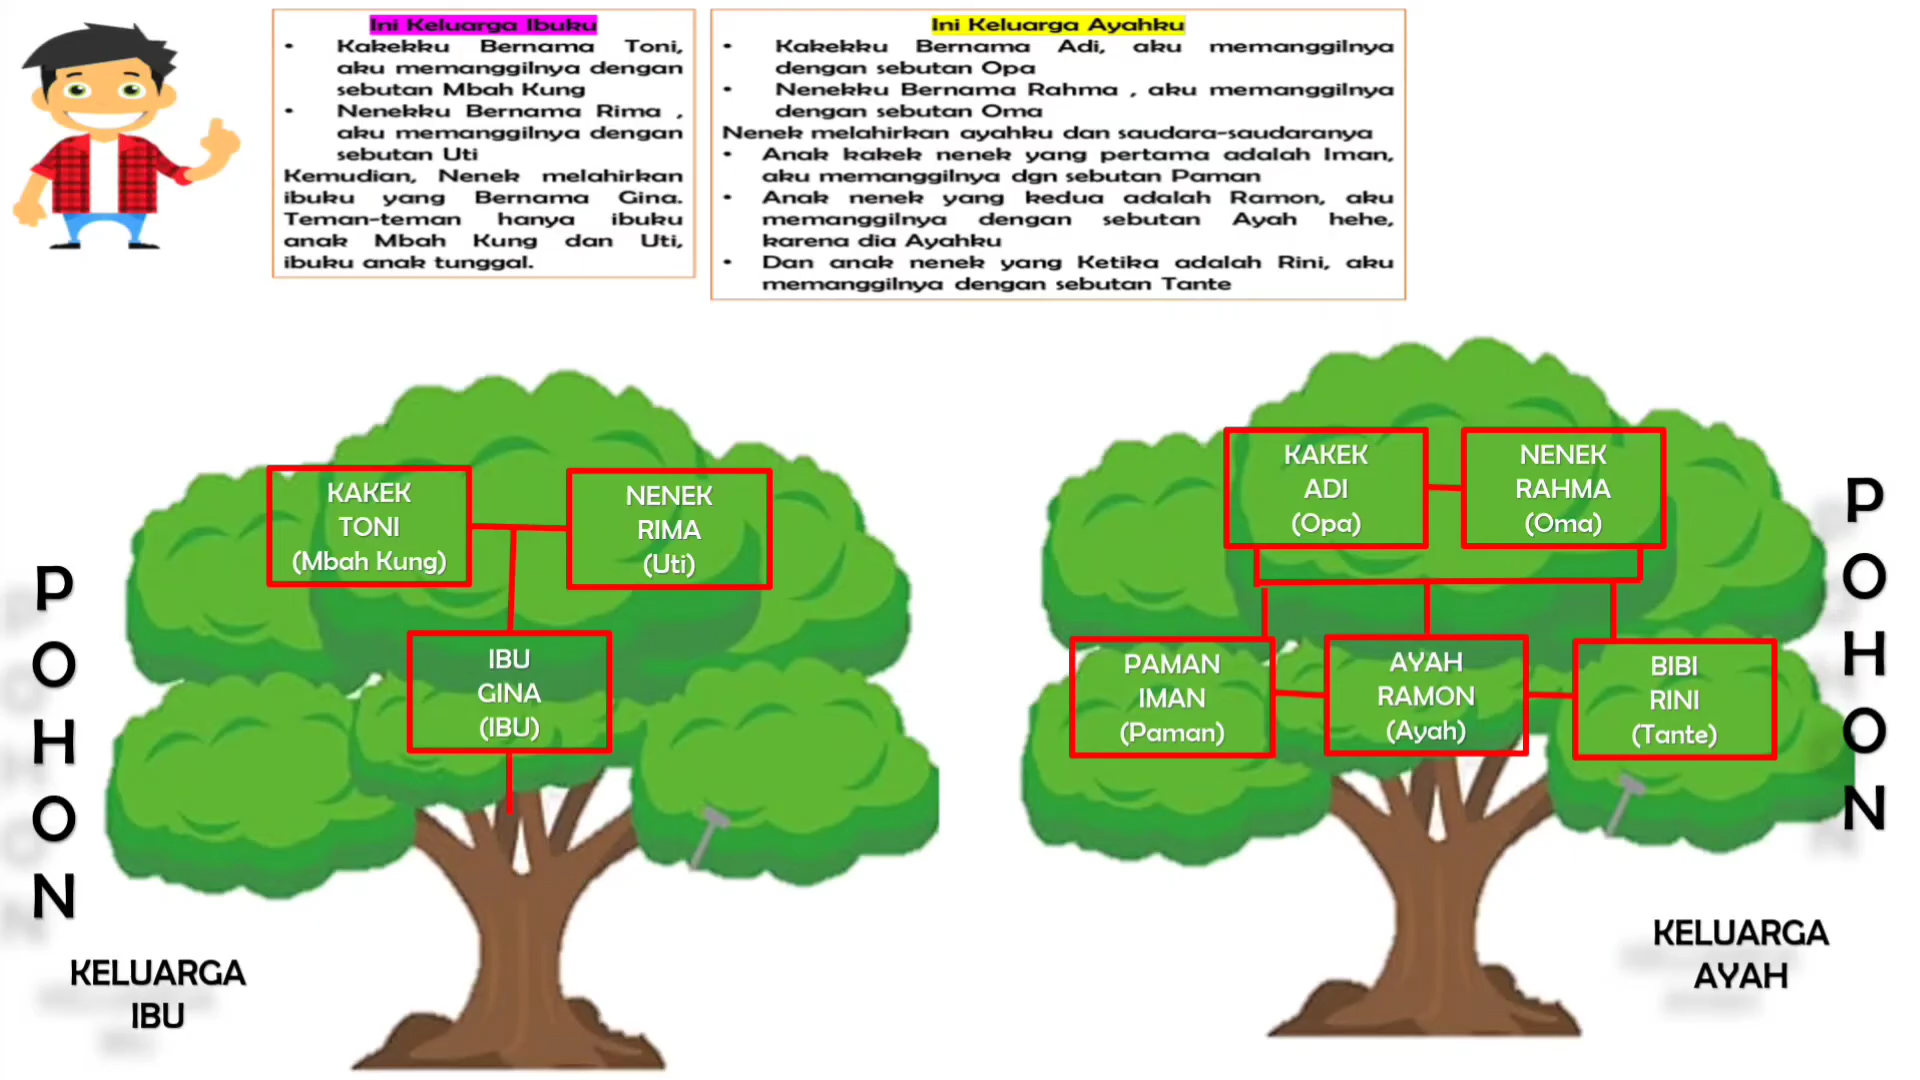 Ini Keluarga Ibuku
• Kakekku Bernama Toni,
aku memanggilnya dengan
sebutan Mbah Kung
• Nenekku Bernama Rima ,
aku memanggilnya dengan
sebutan Uti
Kemudian, Nenek melahirkan
ibuku yang Bernama Gina.
Teman-teman hanya ibuku
anak Mbah Kung dan Uti,
ibuku anak tunggal.
Ini Keluarga Ayahku
• Kakekku Bernama Adi, aku memanggilnya
dengan sebutan Opa
• Nenekku Bernama Rahma , aku memanggilnya
dengan sebutan Oma
Nenek melahirkan ayahku dan saudara-saudaranya
• Anak kakek nenek yang pertama adalah Iman,
aku memanggilnya dgn sebutan Paman
• Anak nenek yang kedua adalah Ramon, aku
memanggilnya dengan sebutan Ayah hehe,
karena dia Ayahku
• Dan anak nenek yang Ketika adalah Rini, aku
memanggilnya dengan sebutan Tante
KAKEK
TONI
(Mbah Kung)
NENEK
RIMA
(Uti)
IBU
GINA
(IBU)
POHON
KELUARGA
IBU
KAKEK
ADI
(Opa)
NENEK
RAHMA
(Oma)
PAMAN
IMAN
(Paman)
AYAH
RAMON
(Ayah)
BIBI
RINI
(Tante)
POHON
KELUARGA
AYAH